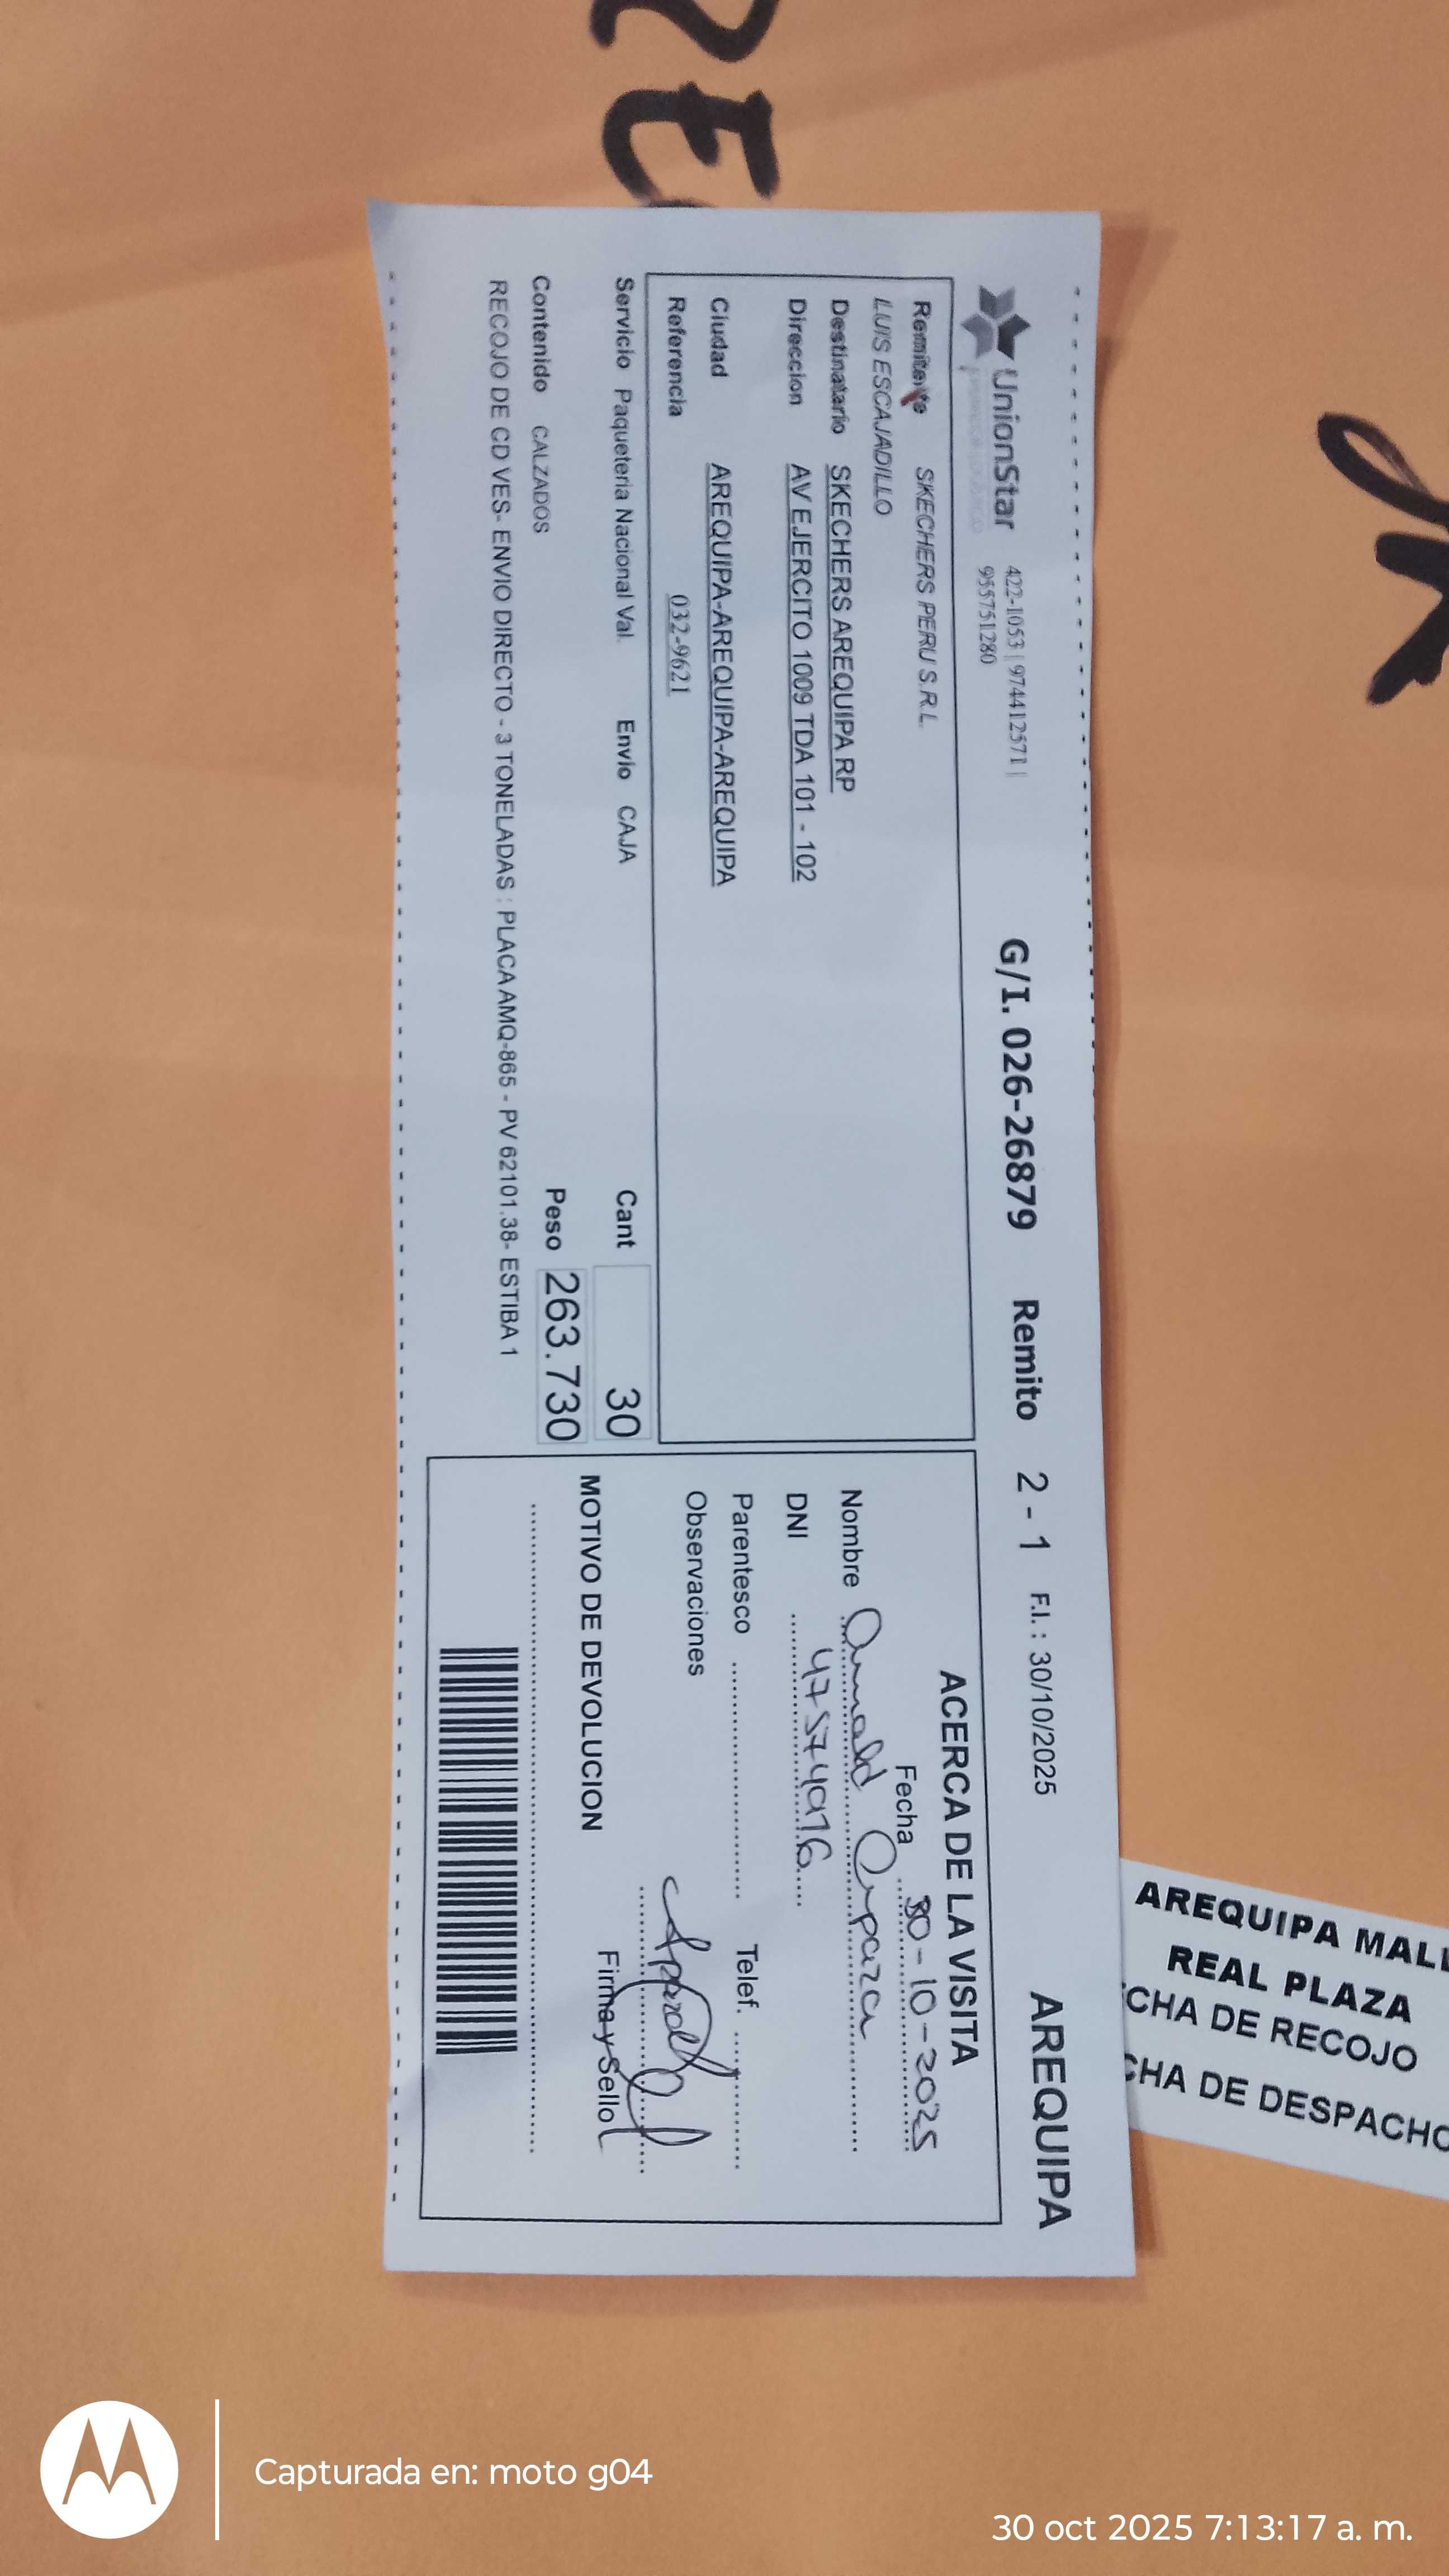 UnionStar
422-1053 | 974412571 |
955751280
G/I. 026-26879 Remito 2 - 1 F.I. : 30/10/2025 AREQUIPA
Remitente SKECHERS PERU S.R.L.
LUIS ESCAJADILLO
Destinatario SKECHERS AREQUIPA RP
Direccion AV EJERCITO 1009 TDA 101 - 102
Ciudad AREQUIPA-AREQUIPA-AREQUIPA
Referencia 032-9621
Servicio Paqueteria Nacional Val. Envio CAJA Cant 30
Contenido CALZADOS Peso 263.730
RECOJO DE CD VES- ENVIO DIRECTO - 3 TONELADAS : PLACA AMQ-865 - PV 62101.38- ESTIBA 1
ACERCA DE LA VISITA
Fecha 30-10-2025
Nombre
DNI 47574976
Parentesco Telef.
Observaciones
Firma y Sello
MOTIVO DE DEVOLUCION
AREQUIPA MALL
REAL PLAZA
CHA DE RECOJO
CHA DE DESPACHO
Capturada en: moto g04
30 oct 2025 7:13:17 a. m.